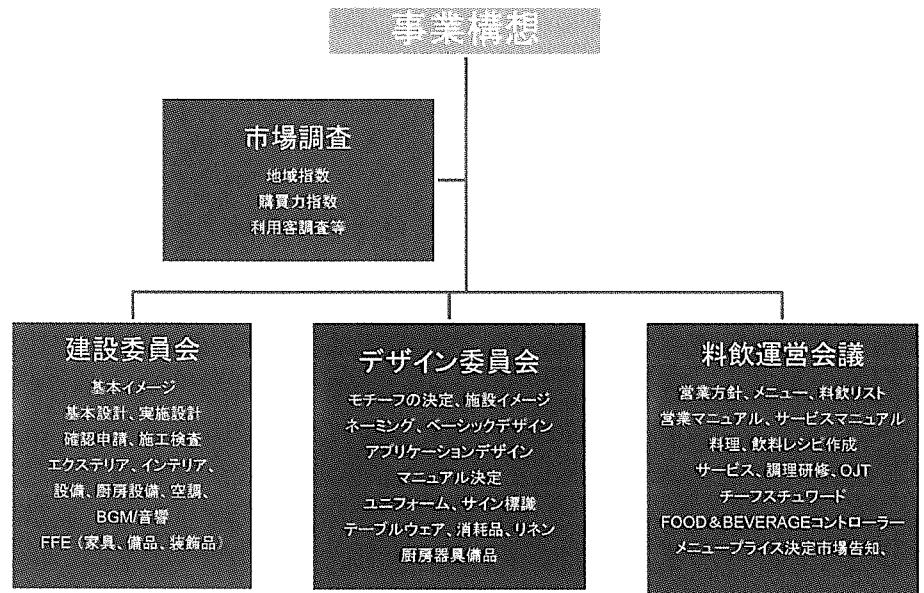 事業構想
市場調査
地域指数
購買力指数
利用客調査等
建設委員会
基本イメージ
基本設計、実施設計
確認申請、施工検査
エクステリア、インテリア、
設備、厨房設備、空調、
BGM/音響
FFE（家具、備品、装飾品）
デザイン委員会
モチーフの決定、施設イメージ
ネーミング、ベーシックデザイン
アプリケーションデザイン
マニュアル決定
ユニフォーム、サイン標識
テーブルウェア、消耗品、リネン
厨房器具備品
料飲運営会議
営業方針、メニュー、料飲リスト
営業マニュアル、サービスマニュアル
料理、飲料レシピ作成
サービス、調理研修、OJT
チーフスチュワード
FOOD＆BEVERAGEコントローラー
メニュープライス決定市場告知、